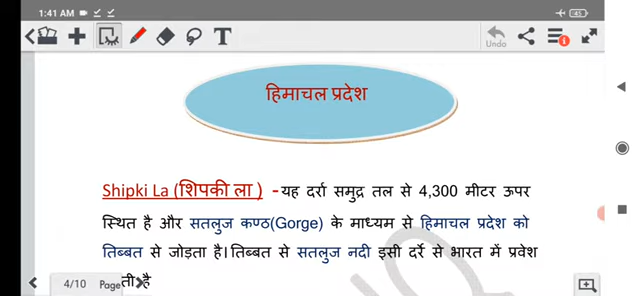 1:41 AM
45
T
Undo
हिमाचल प्रदेश
Shipki La (शिपकी ला ) - यह दर्रा समुद्र तल से 4,300 मीटर ऊपर
स्थित है और सतलुज कण्ठ(Gorge) के माध्यम से हिमाचल प्रदेश को
तिब्बत से जोड़ता है। तिब्बत से सतलुज नदी इसी दर्रे से भारत में प्रवेश
ती है
4/10 Page